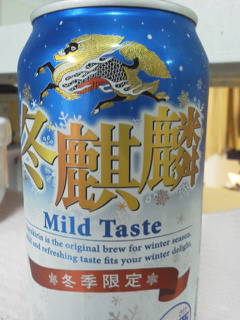 冬麒麟
Mild Taste
is the original brew for winter season.
and refreshing taste fits your winter delight.
冬季限定